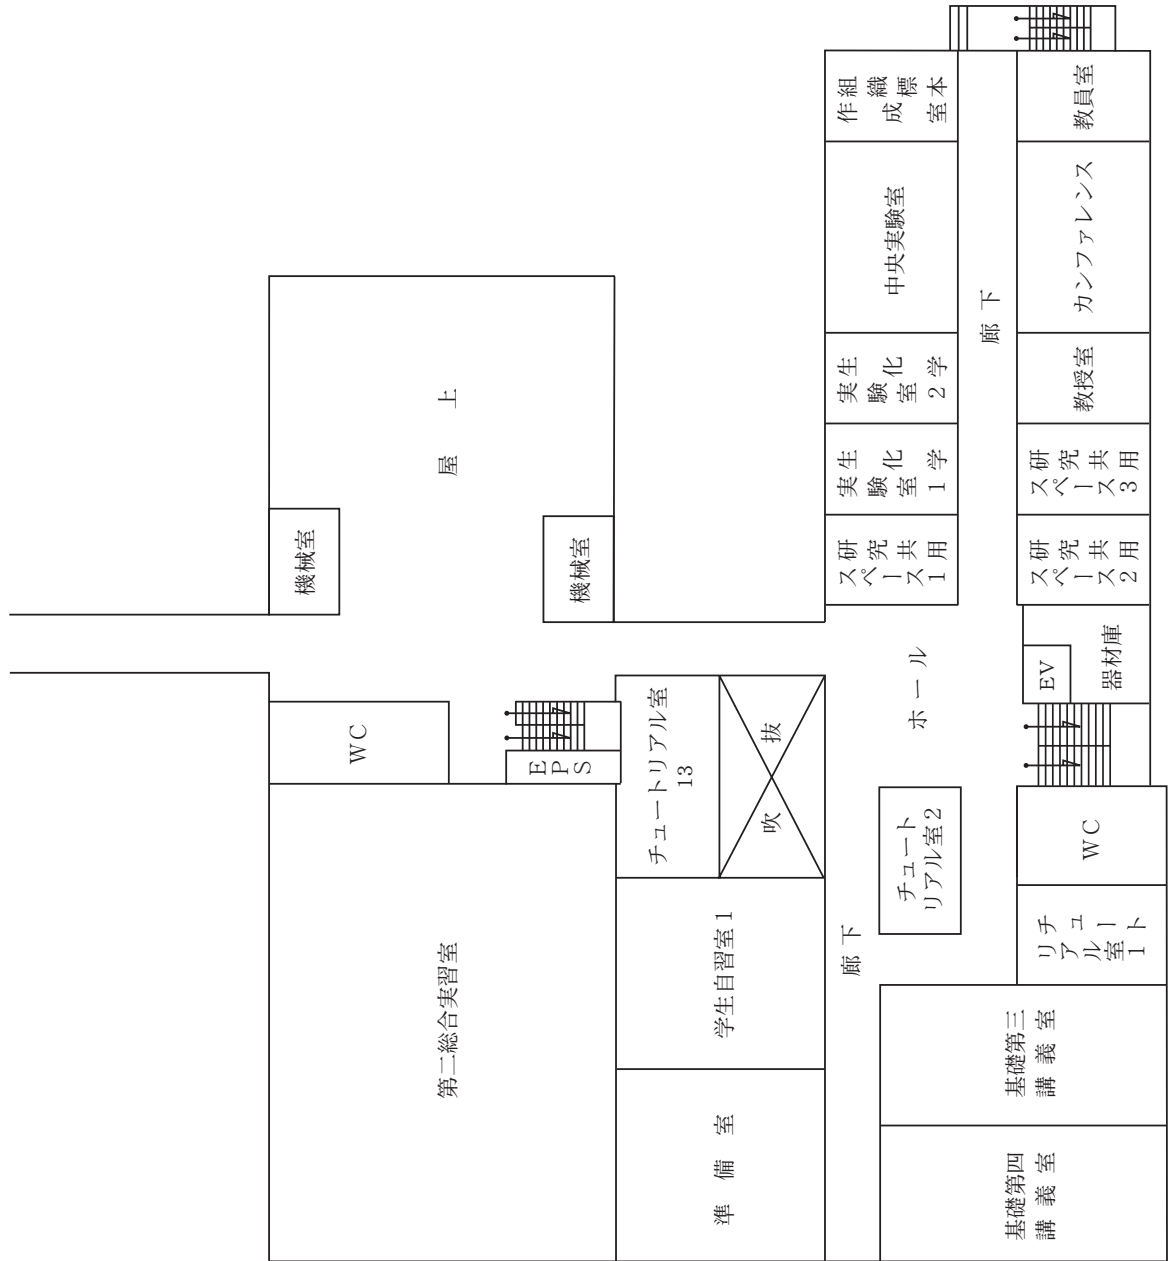 機械室
WC
第二総合実習室
屋上
EPS
機械室
チュートリアル室
13
学生自習室1
準備室
吹抜
組織標本
作成室
中央実験室
生化学
実験室2
生化学
実験室1
研究共用
スペース1
廊下
ホール
チュート
リアル室2
廊下
教員室
カンファレンス
教授室
研究共用
スペース3
研究共用
スペース2
EV
器材庫
WC
チュート
リアル室1
基礎第三
講義室
基礎第四
講義室